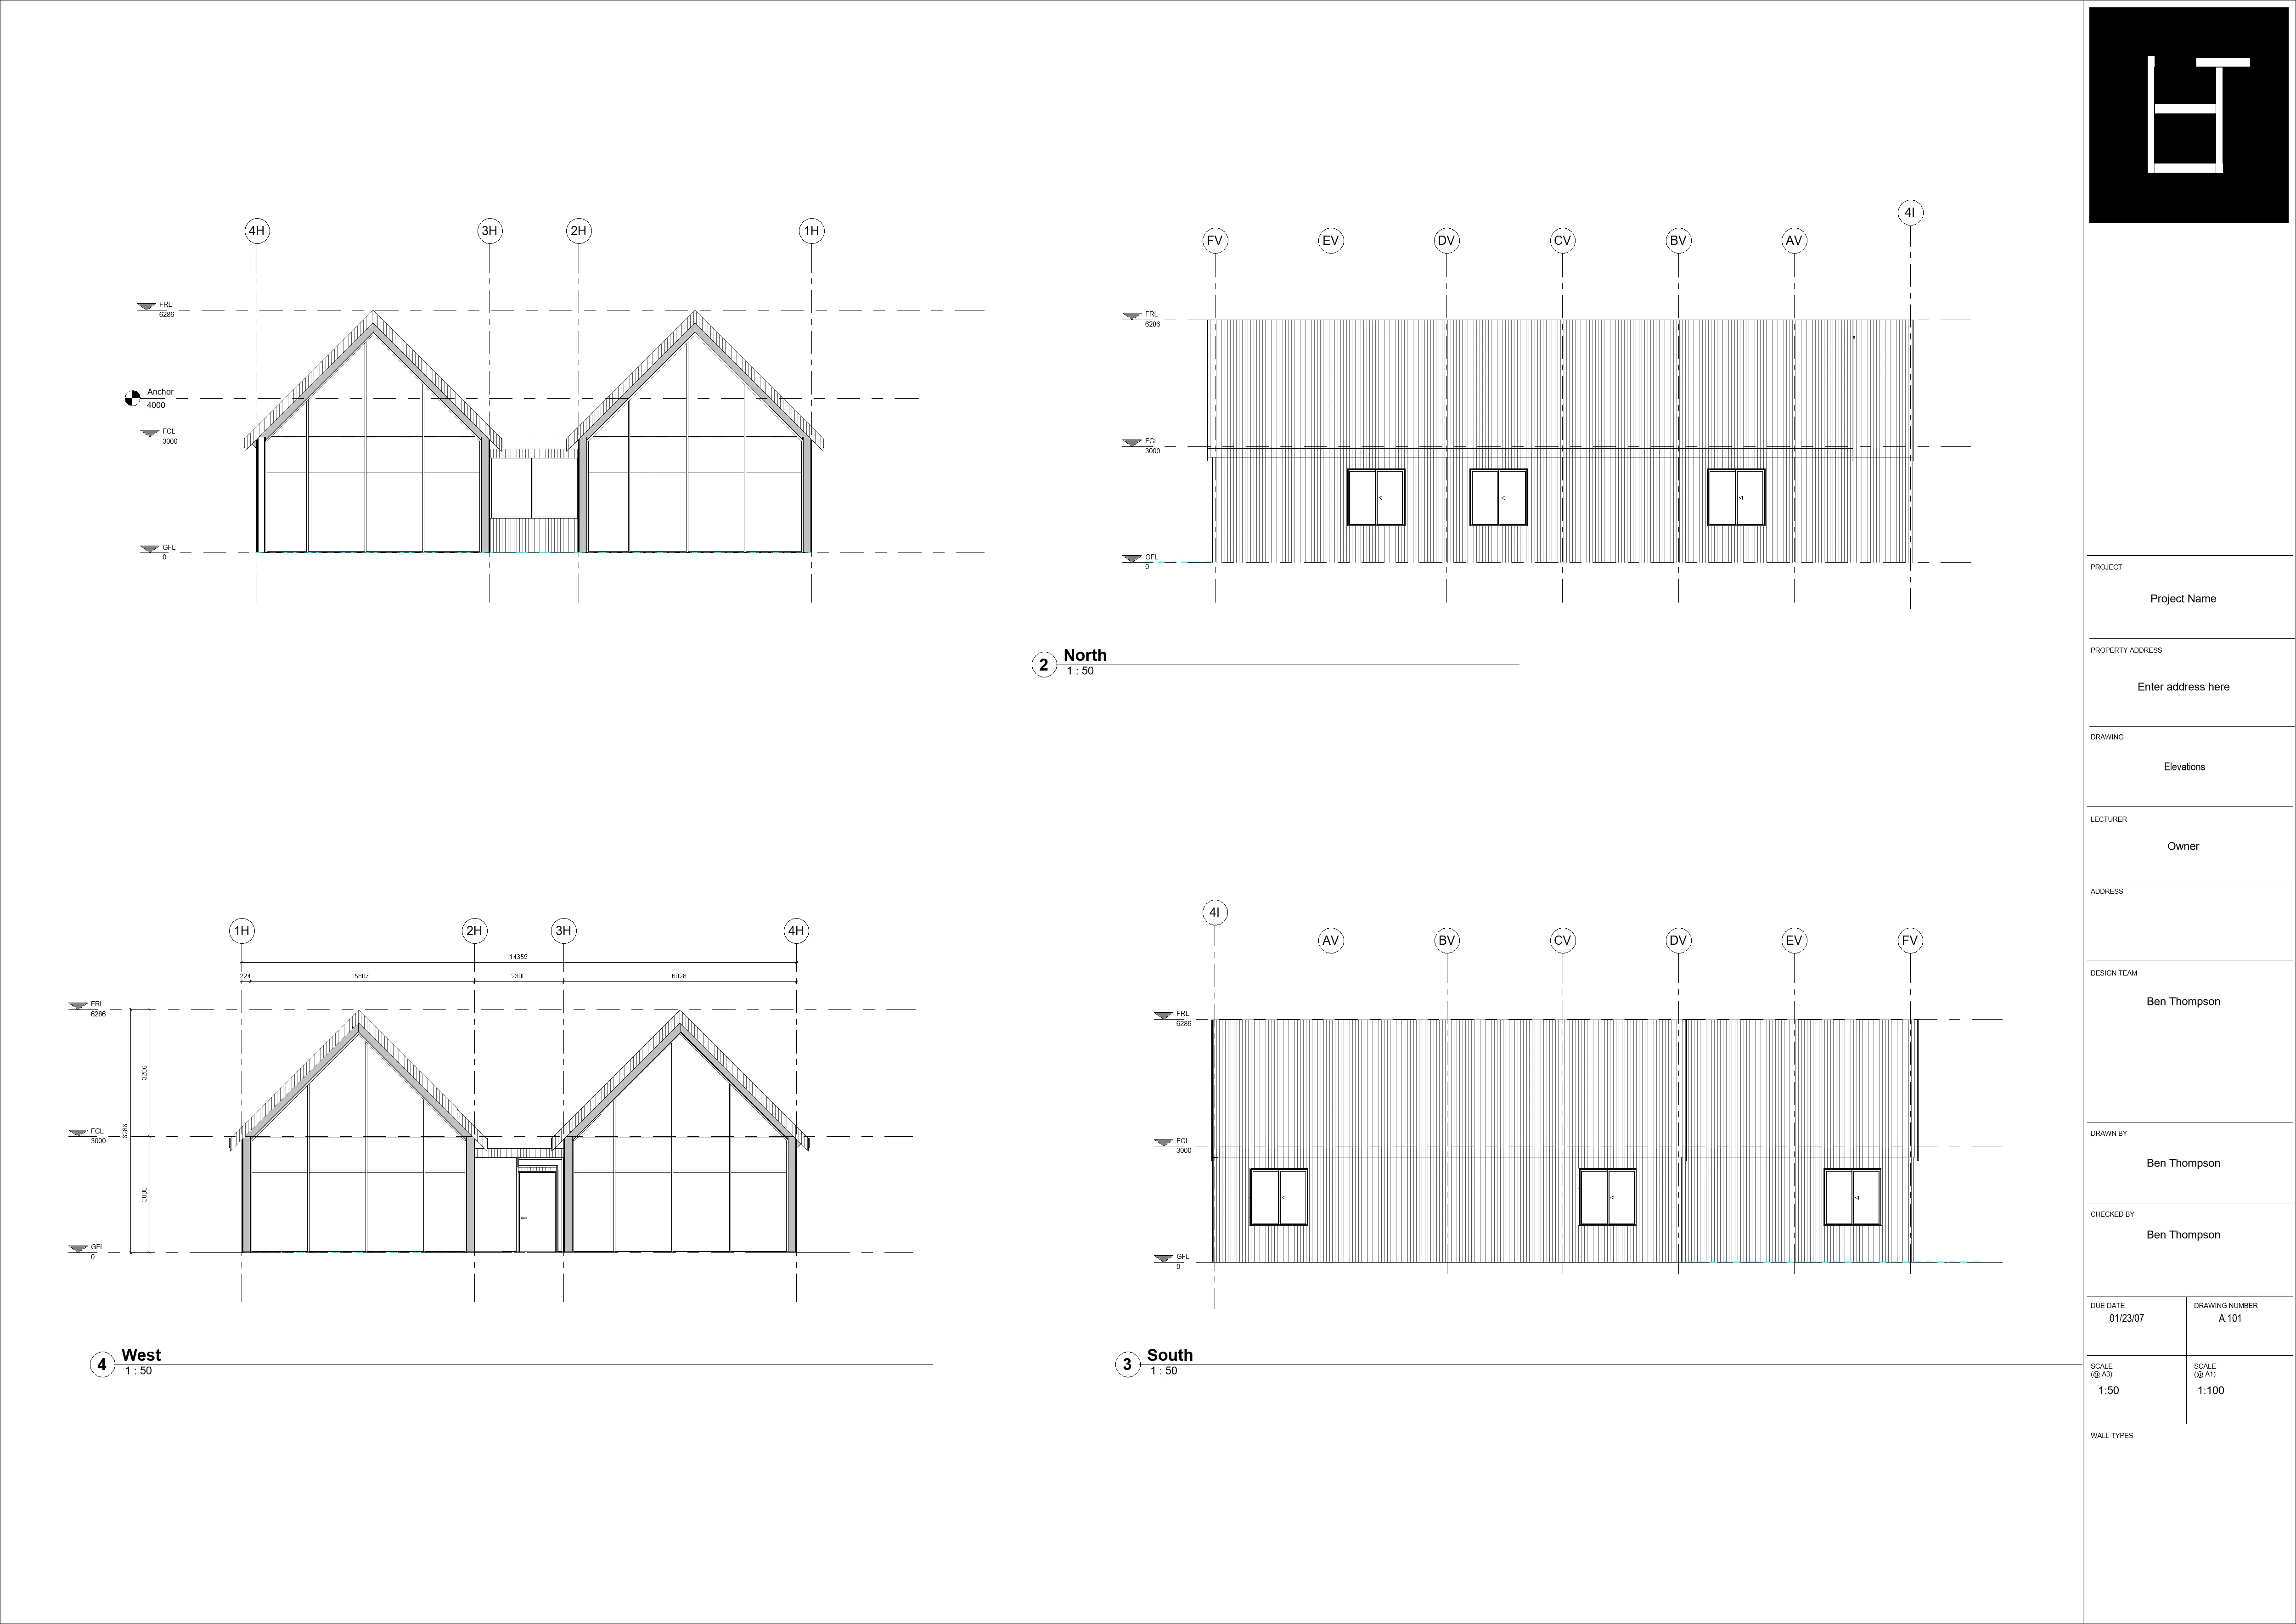 4H
3H
2H
1H
FRL
6286
Anchor
4000
FCL
3000
GFL
0
4I
FV
EV
DV
CV
BV
AV
FRL
6286
FCL
3000
GFL
0
2
North
1 : 50
1H
2H
3H
4H
14359
224
5807
2300
6028
FRL
6286
3286
6286
FCL
3000
3000
GFL
0
4
West
1 : 50
4I
AV
BV
CV
DV
EV
FV
FRL
6286
FCL
3000
GFL
0
3
South
1 : 50
PROJECT
Project Name
PROPERTY ADDRESS
Enter address here
DRAWING
Elevations
LECTURER
Owner
ADDRESS
DESIGN TEAM
Ben Thompson
DRAWN BY
Ben Thompson
CHECKED BY
Ben Thompson
DUE DATE
01/23/07
DRAWING NUMBER
A.101
SCALE
(@ A3)
1:50
SCALE
(@ A1)
1:100
WALL TYPES